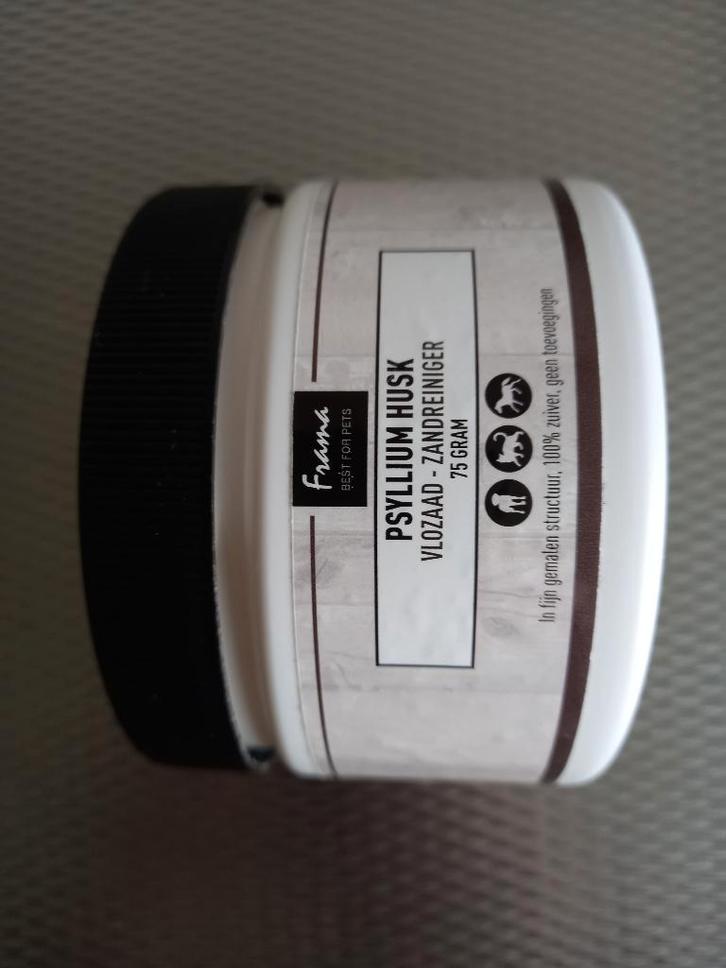 Frama
BEST FOR PETS
PSYLLIUM HUSK
VLOZAAD - ZANDREINIGER
75 GRAM
In fijn gemalen structuur, 100% zuiver, geen toevoegingen